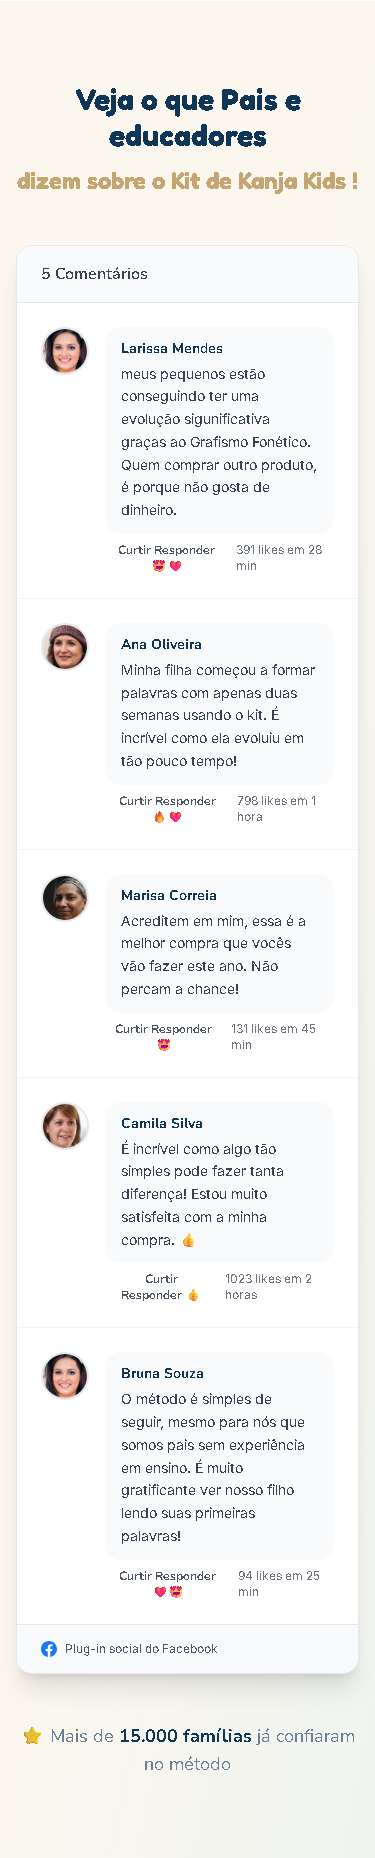 Veja o que Pais e
educadores
dizem sobre o Kit de Kanja Kids !
5 Comentários
Larissa Mendes
meus pequenos estão
conseguindo ter uma
evolução sigunificativa
graças ao Grafismo Fonético.
Quem comprar outro produto,
é porque não gosta de
dinheiro.
Curtir Responder 391 likes em 28
😍 ❤️ min
Ana Oliveira
Minha filha começou a formar
palavras com apenas duas
semanas usando o kit. É
incrível como ela evoluiu em
tão pouco tempo!
Curtir Responder 798 likes em 1
🔥 ❤️ hora
Marisa Correia
Acreditem em mim, essa é a
melhor compra que vocês
vão fazer este ano. Não
percam a chance!
Curtir Responder 131 likes em 45
😍 min
Camila Silva
É incrível como algo tão
simples pode fazer tanta
diferença! Estou muito
satisfeita com a minha
compra. 👍
Curtir 1023 likes em 2
Responder 👍 horas
Bruna Souza
O método é simples de
seguir, mesmo para nós que
somos pais sem experiência
em ensino. É muito
gratificante ver nosso filho
lendo suas primeiras
palavras!
Curtir Responder 94 likes em 25
❤️ 😍 min
Plug-in social do Facebook
⭐ Mais de 15.000 famílias já confiaram
no método